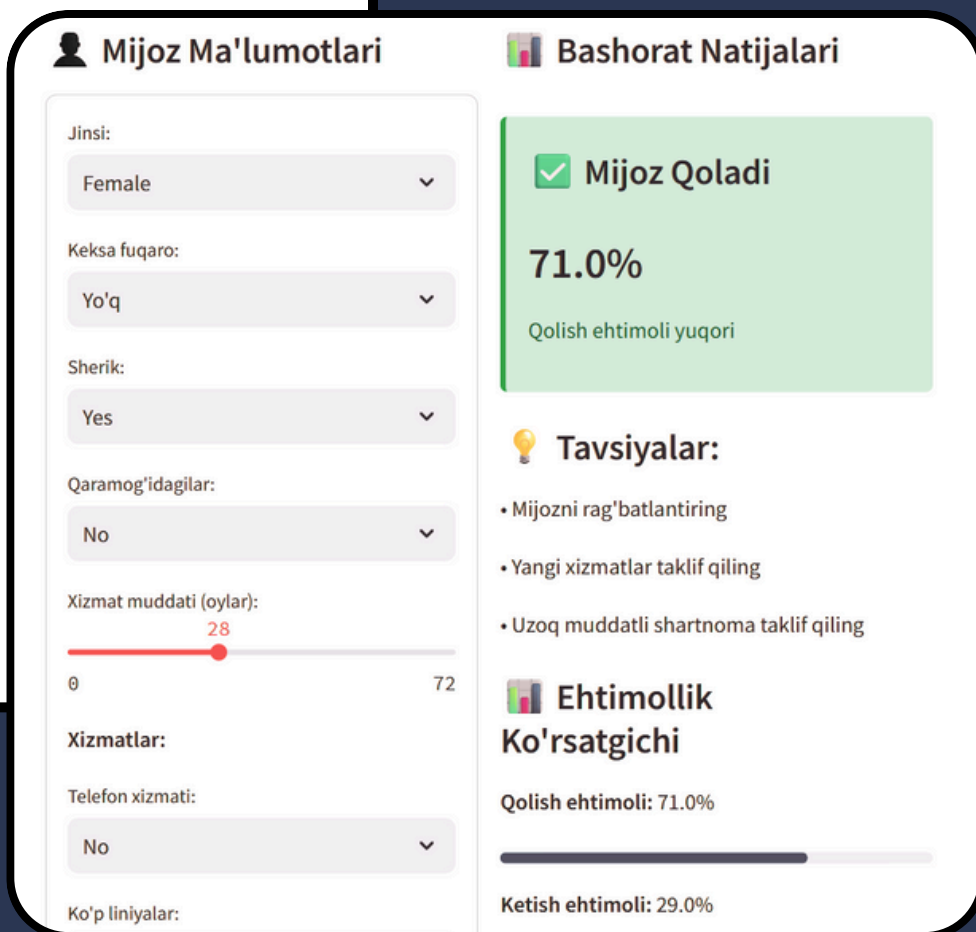 Mijoz Ma'lumotlari
Jinsi:
Female
Keksa fuqaro:
Yo'q
Sherik:
Yes
Qaramog'idagilar:
No
Xizmat muddati (oylar):
28
0
72
Xizmatlar:
Telefon xizmati:
No
Ko'p liniyalar:
Bashorat Natijalari
Mijoz Qoladi
71.0%
Qolish ehtimoli yuqori
Tavsiyalar:
• Mijozni rag'batlantiring
• Yangi xizmatlar taklif qiling
• Uzoq muddatli shartnoma taklif qiling
Ehtimollik
Ko'rsatgichi
Qolish ehtimoli: 71.0%
Ketish ehtimoli: 29.0%